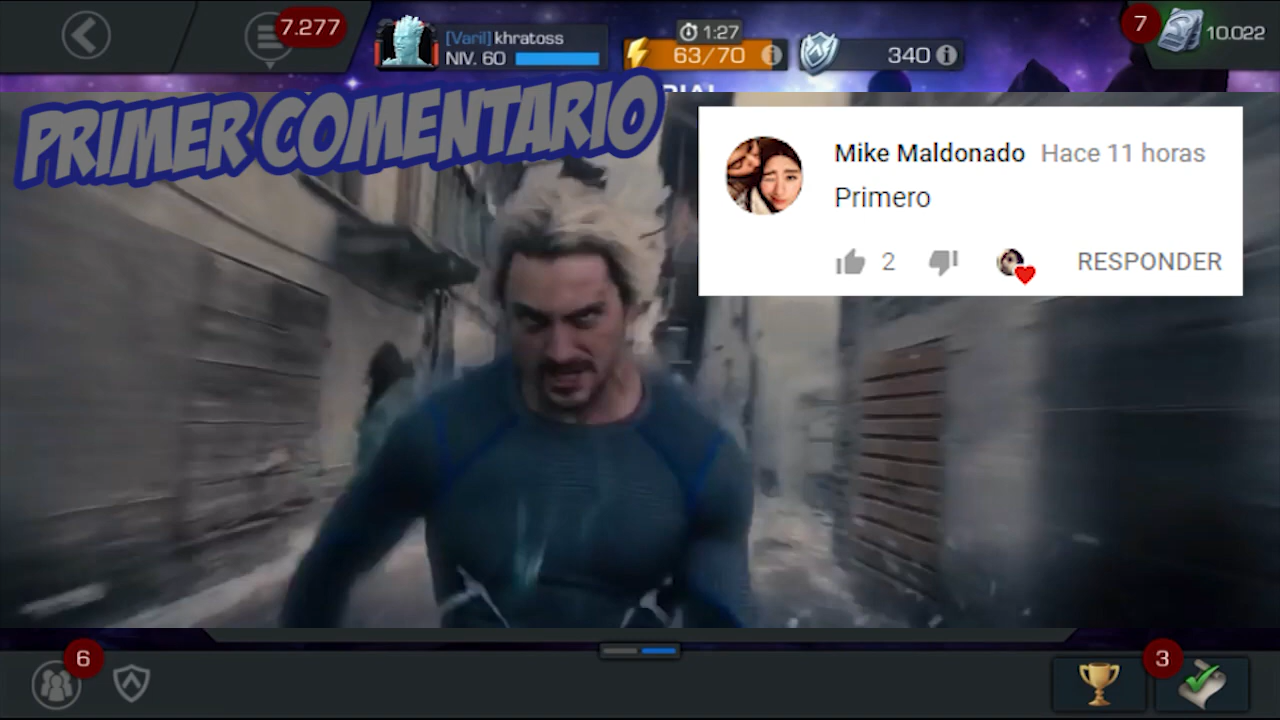 7.277
[Varil] khratoss
NIV. 60
1:27
63/70
340
7
10.022
PRIMER COMENTARIO
Mike Maldonado Hace 11 horas
Primero
2
RESPONDER
6
3